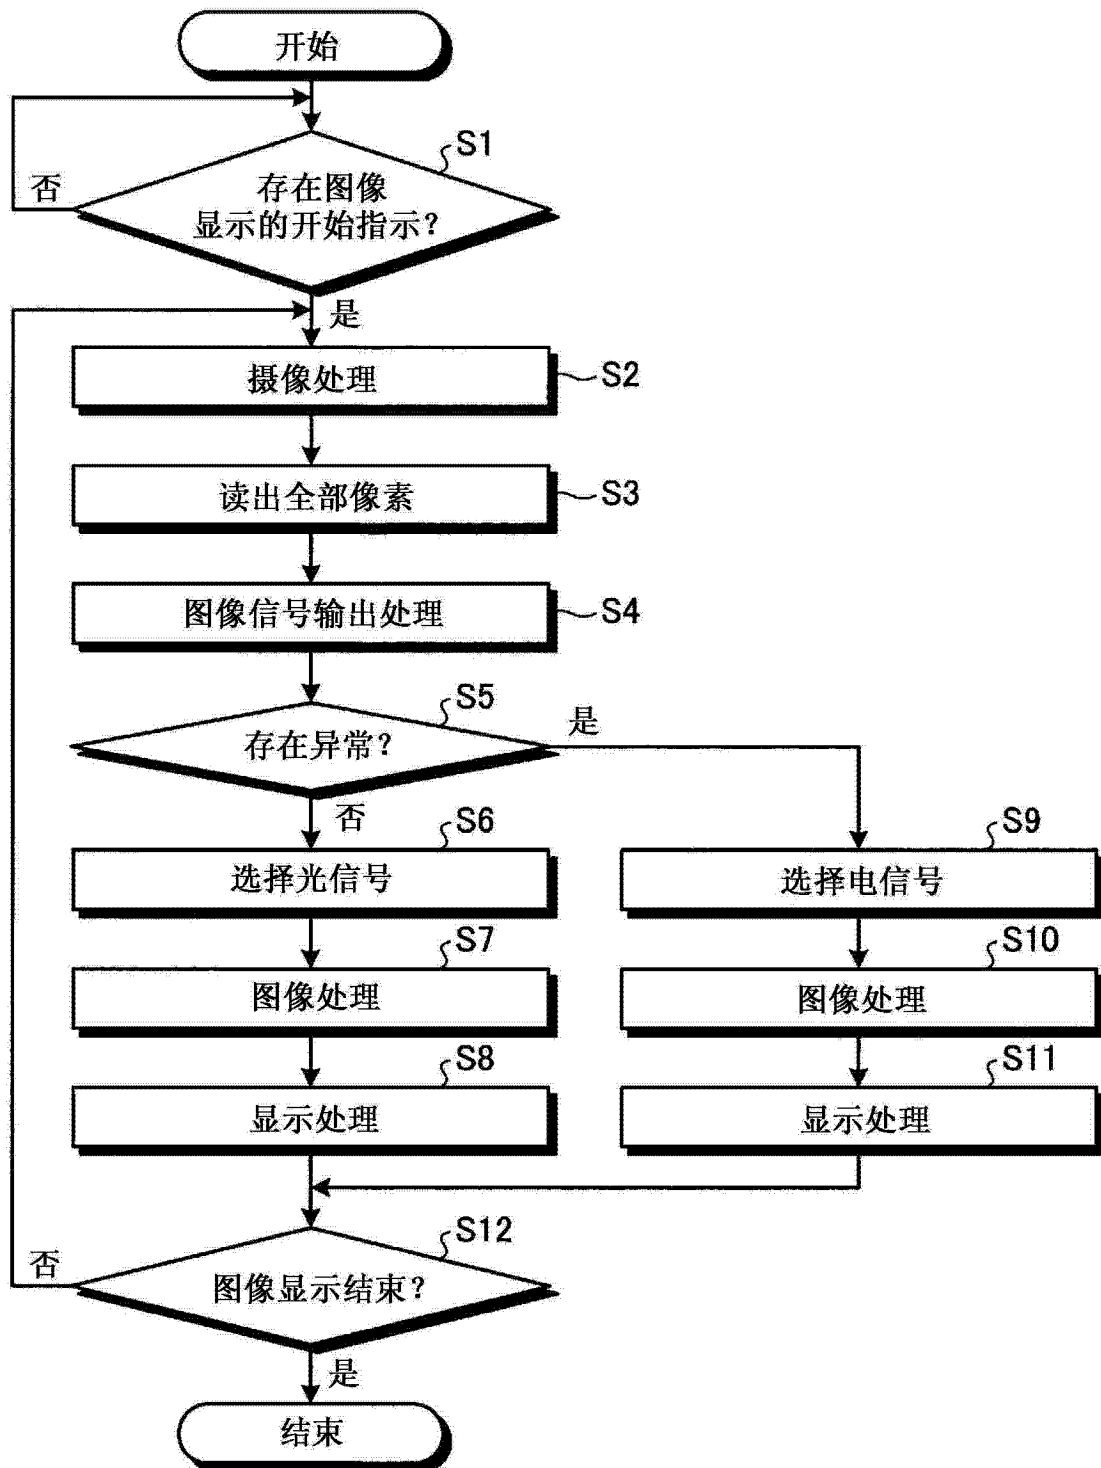 开始
S1
存在图像
显示的开始指示?
否
是
摄像处理
S2
读出全部像素
S3
图像信号输出处理
S4
S5
存在异常?
是
否
S6
选择光信号
S9
选择电信号
S7
图像处理
S10
图像处理
S8
显示处理
S11
显示处理
S12
图像显示结束?
否
是
结束